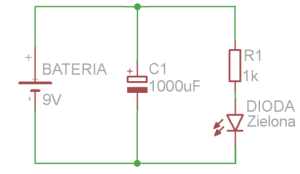 BATERIA
9V
C1
1000uF
R1
1k
DIODA
Zielona